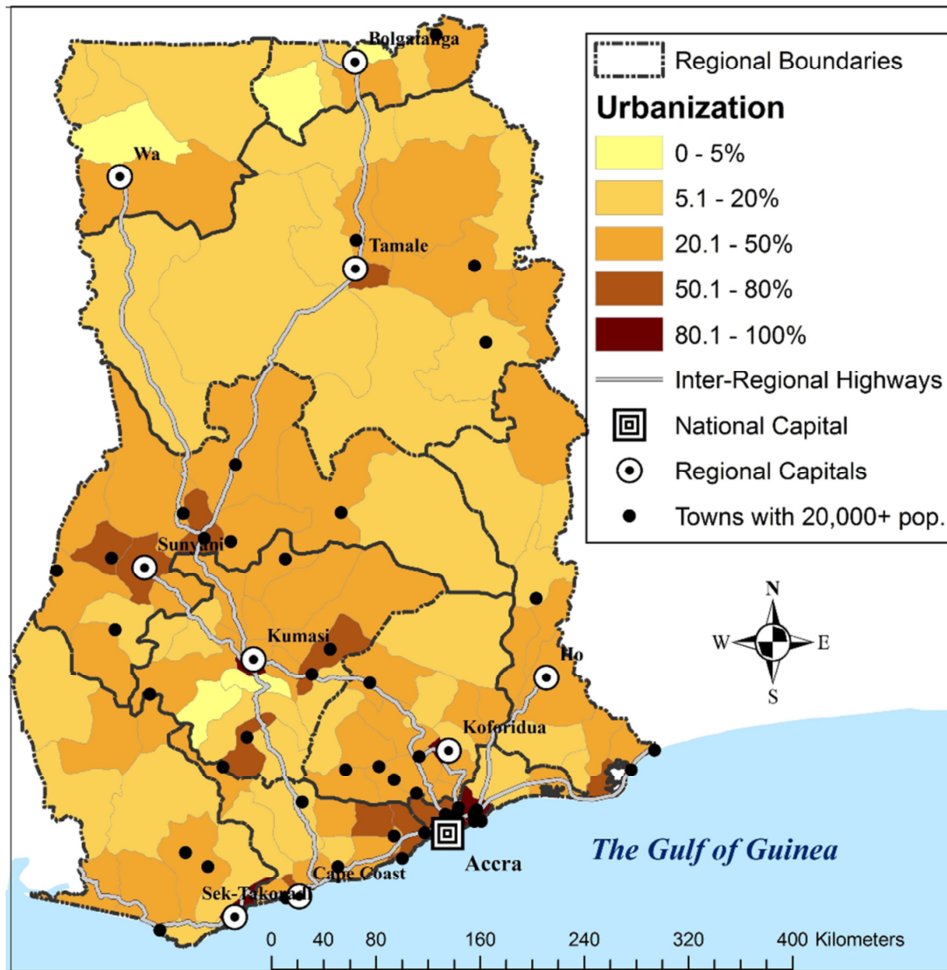 Bolgatanga
Wa
Tamale
Sunyani
Kumasi
Ho
Koforidua
Accra
Cape Coast
Sek-Takoradi
The Gulf of Guinea
Regional Boundaries
Urbanization
0 - 5%
5.1 - 20%
20.1 - 50%
50.1 - 80%
80.1 - 100%
Inter-Regional Highways
National Capital
Regional Capitals
Towns with 20,000+ pop.
N
W E
S
0 40 80 160 240 320 400 Kilometers